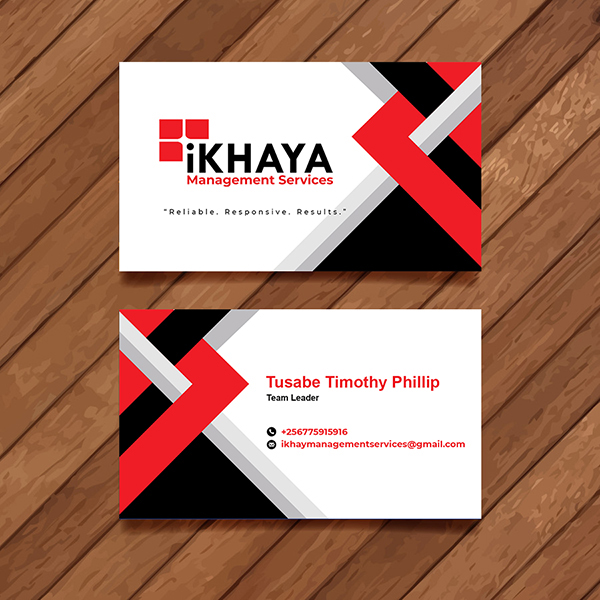 iKHAYA
Management Services
"Reliable. Responsive. Results."
Tusabe Timothy Phillip
Team Leader
+256775915916
ikhaymanagementservices@gmail.com